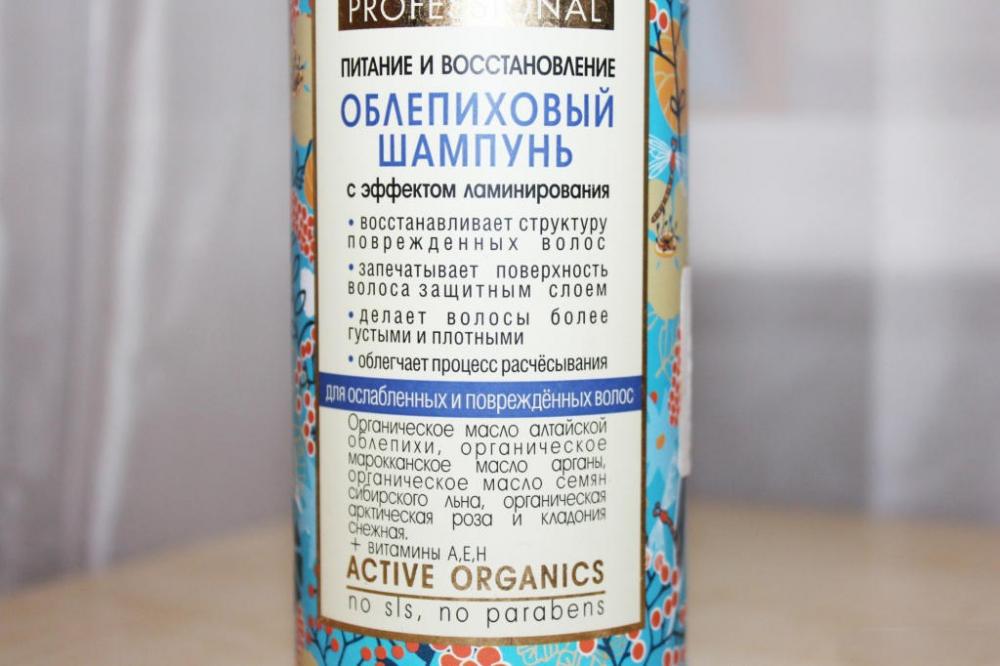 PROFESSIONAL
ПИТАНИЕ И ВОССТАНОВЛЕНИЕ
ОБЛЕПИХОВЫЙ
ШАМПУНЬ
с эффектом ламинирования
• восстанавливает структуру
поврежденных волос
• запечатывает поверхность
волоса защитным слоем
• делает волосы более
густыми и плотными
• облегчает процесс расчёсывания
для ослабленных и повреждённых волос
Органическое масло алтайской
облепихи, органическое
марокканское масло арганы,
органическое масло семян
сибирского льна, органическая
арктическая роза и кладония
снежная.
+ витамины А,Е,Н
ACTIVE ORGANICS
no sls, no parabens